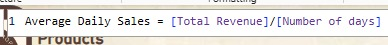 1 Average Daily Sales = [Total Revenue]/[Number of days]
Products